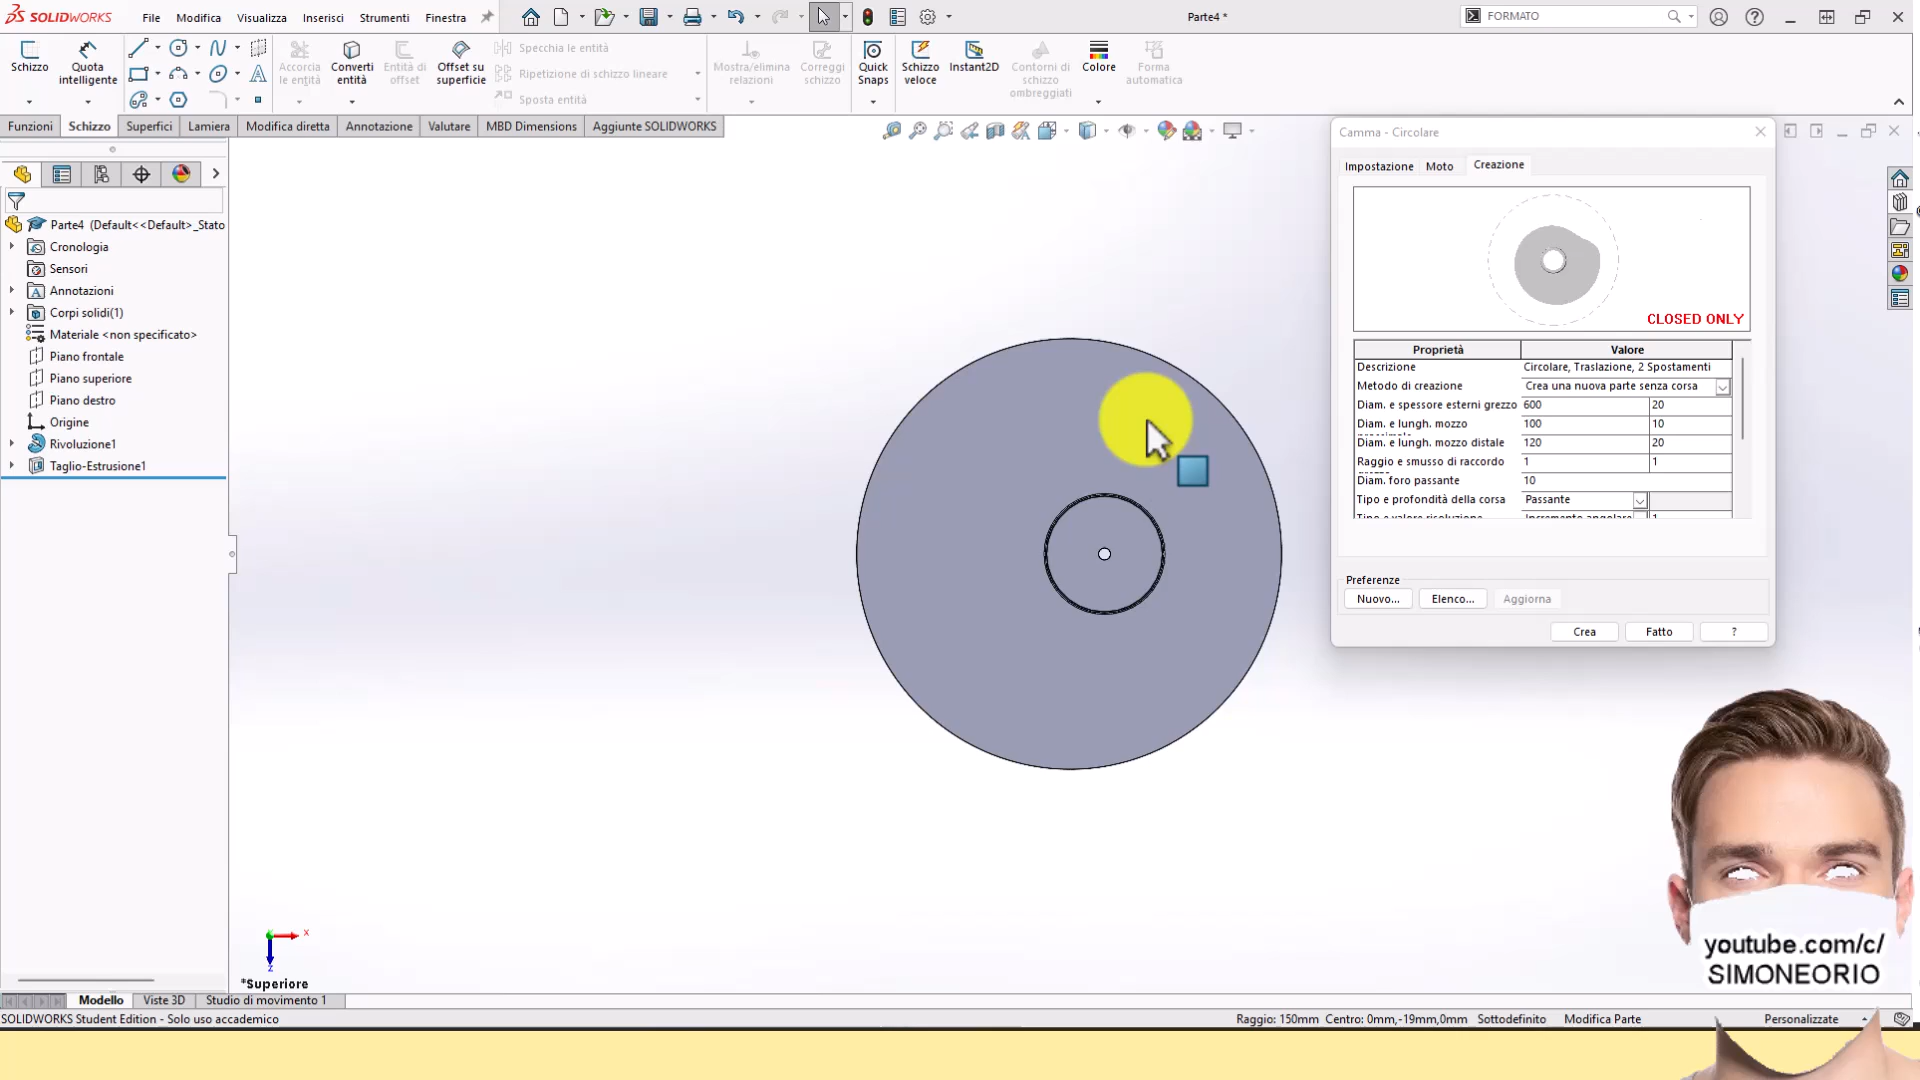 SOLIDWORKS
File Modifica Visualizza Inserisci Strumenti Finestra
Parte4 *
FORMATO
Schizzo
Quota intelligente
Accorcia le entità
Converti entità
Entità di offset
Offset su superficie
Specchia le entità
Ripetizione di schizzo lineare
Sposta entità
Mostra/elimina relazioni
Correggi schizzo
Quick Snaps
Schizzo veloce
Instant2D
Contorni di schizzo ombreggiati
Colore
Forma automatica
Funzioni Schizzo Superfici Lamiera Modifica diretta Annotazione Valutare MBD Dimensions Aggiunte SOLIDWORKS
Parte4 (Default<<Default>_Stato
Cronologia
Sensori
Annotazioni
Corpi solidi(1)
Materiale <non specificato>
Piano frontale
Piano superiore
Piano destro
Origine
Rivoluzione1
Taglio-Estrusione1
Camma - Circolare
Impostazione Moto Creazione
CLOSED ONLY
Proprietà Valore
Descrizione Circolare, Traslazione, 2 Spostamenti
Metodo di creazione Crea una nuova parte senza corsa
Diam. e spessore esterni grezzo 600 20
Diam. e lungh. mozzo 100 10
Diam. e lungh. mozzo distale 120 20
Raggio e smusso di raccordo 1 1
Diam. foro passante 10
Tipo e profondità della corsa Passante
Tipo e valore risoluzione Incremento angolare 1
Preferenze
Nuovo... Elenco... Aggiorna
Crea Fatto ?
x
z
*Superiore
youtube.com/c/
SIMONEORIO
Modello Viste 3D Studio di movimento 1
SOLIDWORKS Student Edition - Solo uso accademico
Raggio: 150mm Centro: 0mm,-19mm,0mm Sottodefinito Modifica Parte Personalizzate